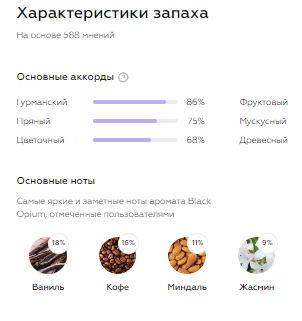 Характеристики запаха
На основе 588 мнений
Основные аккорды ?
Гурманский 86% Фруктовый
Пряный 75% Мускусный
Цветочный 68% Древесный
Основные ноты
Самые яркие и заметные ноты аромата Black
Opium, отмеченные пользователями
18% 16% 11% 9%
Ваниль Кофе Миндаль Жасмин